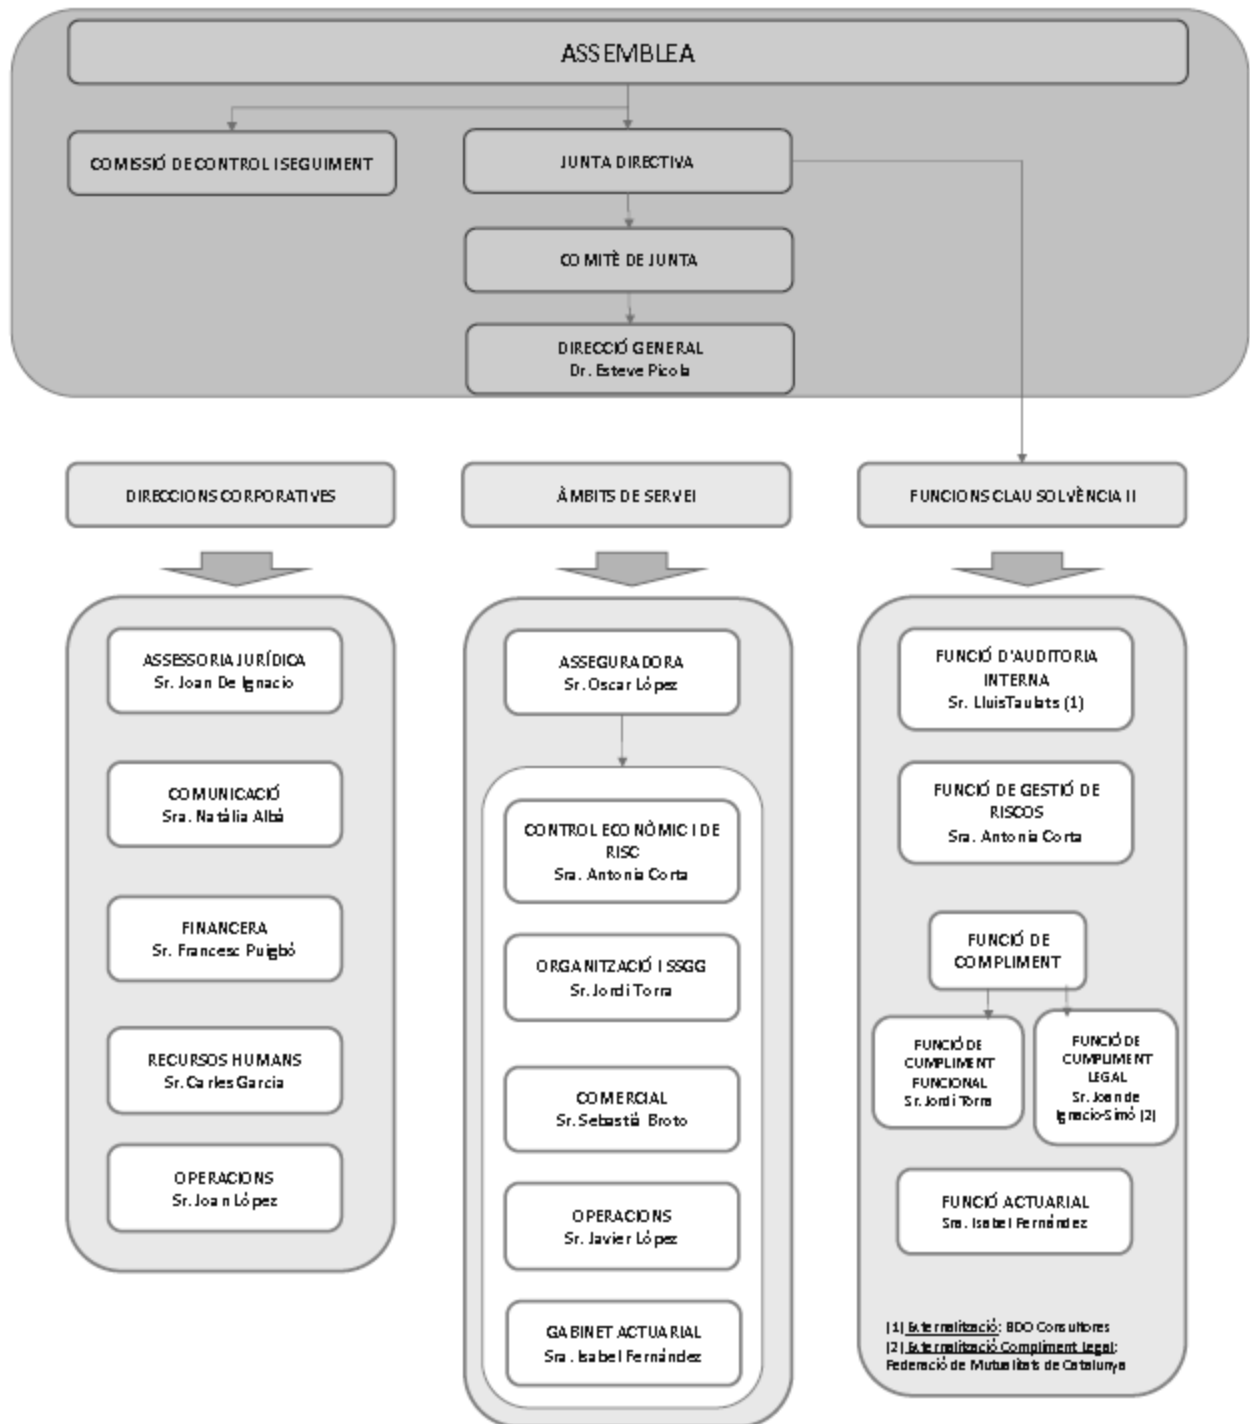 ASSEMBLEA
COMISSIÓ DE CONTROL I SEGUIMENT
JUNTA DIRECTIVA
COMITÈ DE JUNTA
DIRECCIÓ GENERAL
Dr. Esteve Picola
DIRECCIONS CORPORATIVES
ÀMBITS DE SERVEI
FUNCIONS CLAU SOLVÈNCIA II
ASSESSORIA JURÍDICA
Sr. Joan De Ignacio
COMUNICACIÓ
Sra. Natàlia Albà
FINANCERA
Sr. Francesc Puigbó
RECURSOS HUMANS
Sr. Carles Garcia
OPERACIONS
Sr. Joan López
ASSEGURADORA
Sr. Oscar López
CONTROL ECONÒMIC I DE
RISC
Sra. Antonia Corta
ORGANITZACIÓ I SSGG
Sr. Jordi Torra
COMERCIAL
Sr. Sebastià Broto
OPERACIONS
Sr. Javier López
GABINET ACTUARIAL
Sra. Isabel Fernández
FUNCIÓ D'AUDITORIA
INTERNA
Sr. Lluis Taulats (1)
FUNCIÓ DE GESTIÓ DE
RISCOS
Sra. Antonia Corta
FUNCIÓ DE
COMPLIMENT
FUNCIÓ DE
CUMPLIMENT
FUNCIONAL
Sr. Jordi Torra
FUNCIÓ DE
CUMPLIMENT
LEGAL
Sr. Joan de
Ignacio-Simó (2)
FUNCIÓ ACTUARIAL
Sra. Isabel Fernández
(1) Externalització: BDO Consultores
(2) Externalització Compliment Legal:
Federació de Mutualitats de Catalunya